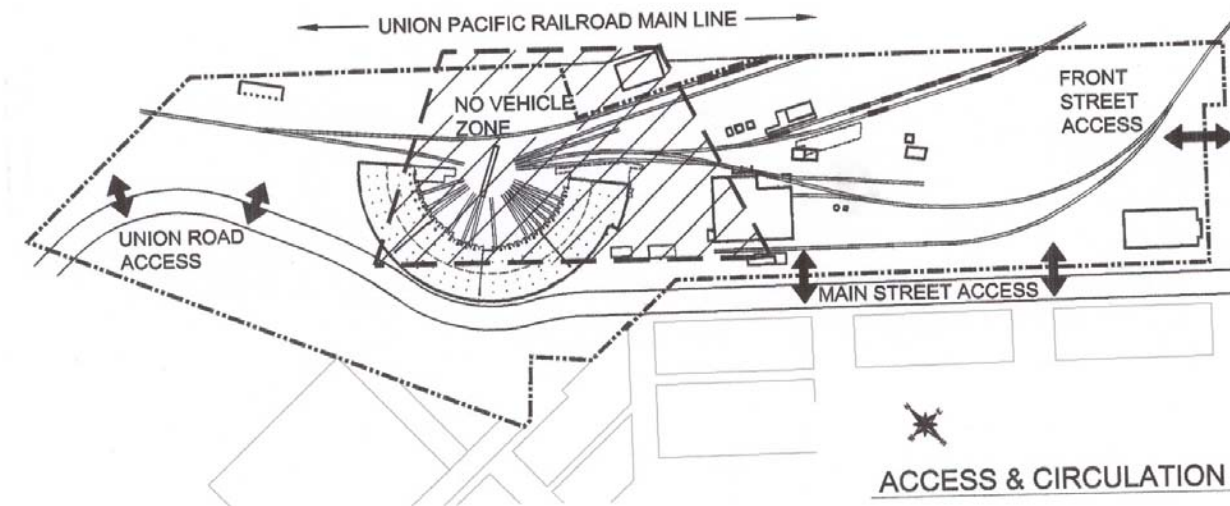 UNION PACIFIC RAILROAD MAIN LINE
NO VEHICLE
ZONE
FRONT
STREET
ACCESS
UNION ROAD
ACCESS
MAIN STREET ACCESS
ACCESS & CIRCULATION